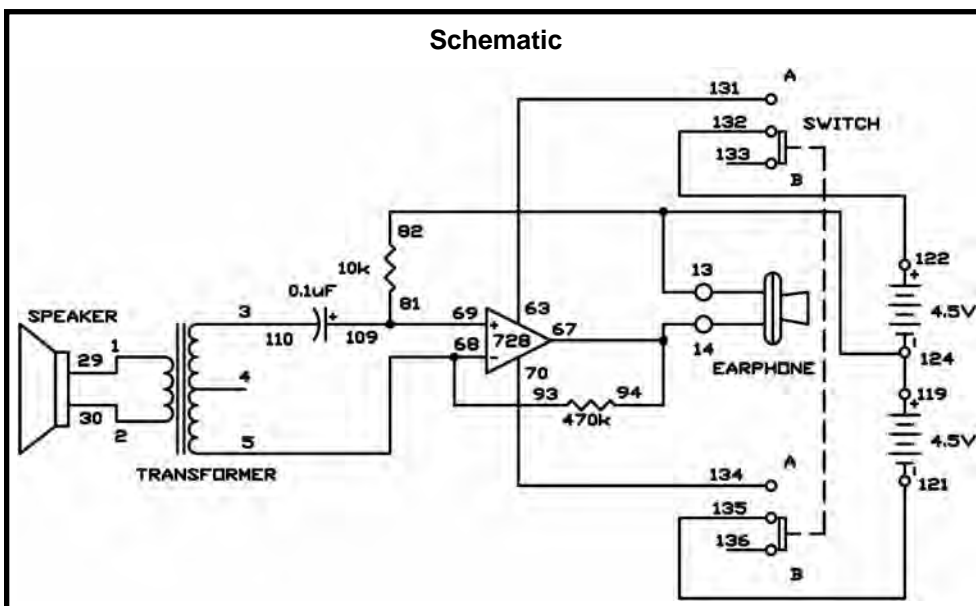 Schematic
A
131
132
SWITCH
133
B
82
122
+
10k
13
4.5V
0.1uF
81
63
SPEAKER
3
+
69
+
67
124
110
109
728
29
1
68
-
14
EARPHONE
119
4
70
+
30
93
94
4.5V
2
470k
5
A
121
TRANSFORMER
134
135
136
B